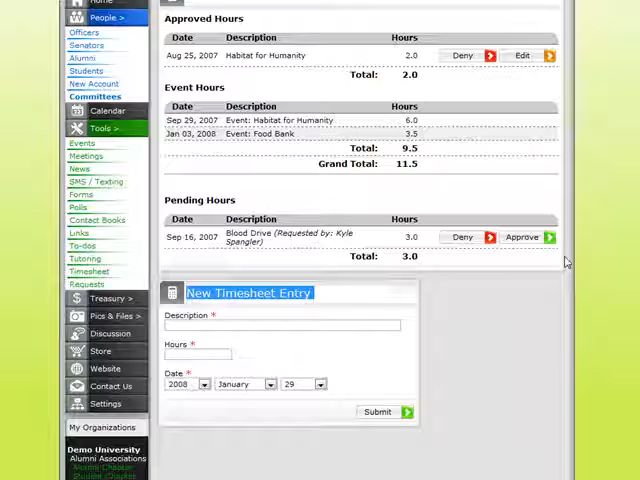 Home
People >
Officers
Senators
Alumni
Students
New Account
Committees
Calendar
Tools >
Events
Meetings
News
SMS / Texting
Forms
Polls
Contact Books
Links
To-dos
Tutoring
Timesheet
Requests
Treasury >
Pics & Files >
Discussion
Store
Website
Contact Us
Settings
My Organizations
Demo University
Alumni Associations
Alumni Chapter
Student Chapter
Approved Hours
Date Description Hours
Aug 25, 2007 Habitat for Humanity 2.0 Deny Edit
Total: 2.0
Event Hours
Date Description Hours
Sep 29, 2007 Event: Habitat for Humanity 6.0
Jan 03, 2008 Event: Food Bank 3.5
Total: 9.5
Grand Total: 11.5
Pending Hours
Date Description Hours
Sep 16, 2007 Blood Drive (Requested by: Kyle 3.0 Deny Approve
Spangler)
Total: 3.0
New Timesheet Entry
Description *
Hours *
Date *
2008 January 29
Submit